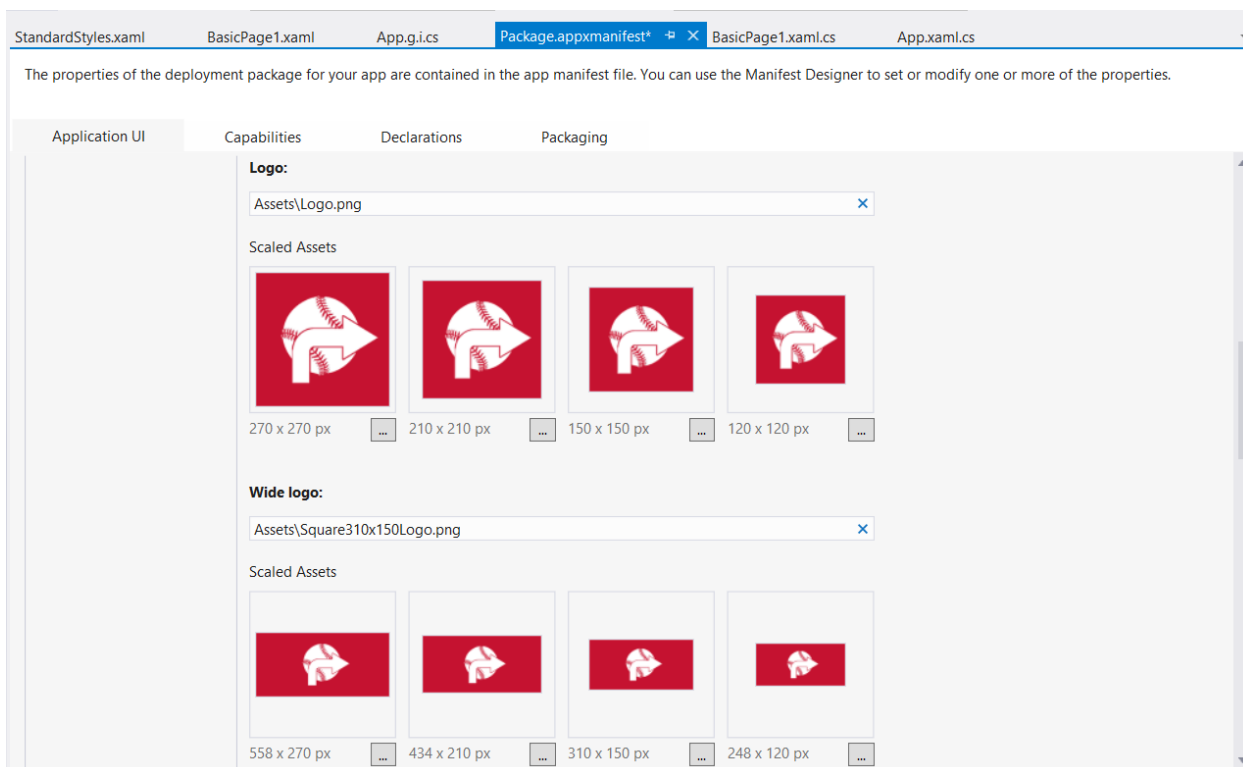 StandardStyles.xaml BasicPage1.xaml App.g.i.cs Package.appxmanifest* BasicPage1.xaml.cs App.xaml.cs
The properties of the deployment package for your app are contained in the app manifest file. You can use the Manifest Designer to set or modify one or more of the properties.
Application UI Capabilities Declarations Packaging
Logo:
Assets\Logo.png
Scaled Assets
270 x 270 px ... 210 x 210 px ... 150 x 150 px ... 120 x 120 px ...
Wide logo:
Assets\Square310x150Logo.png
Scaled Assets
558 x 270 px ... 434 x 210 px ... 310 x 150 px ... 248 x 120 px ...